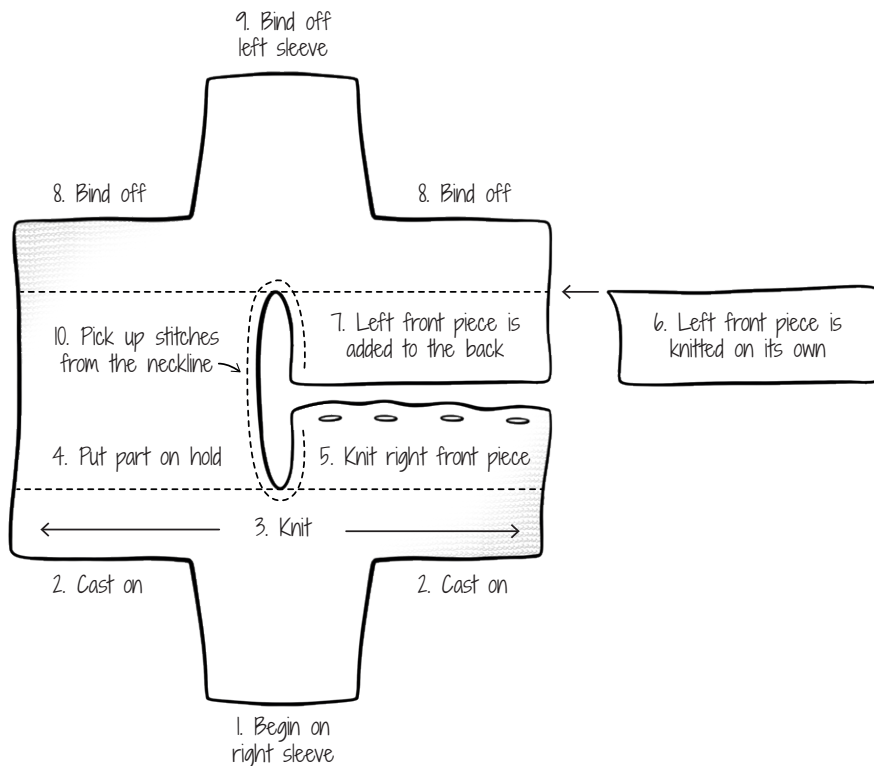 9. Bind off
left sleeve
8. Bind off
8. Bind off
10. Pick up stitches
from the neckline
7. Left front piece is
added to the back
6. Left front piece is
knitted on its own
4. Put part on hold
5. Knit right front piece
3. Knit
2. Cast on
2. Cast on
1. Begin on
right sleeve